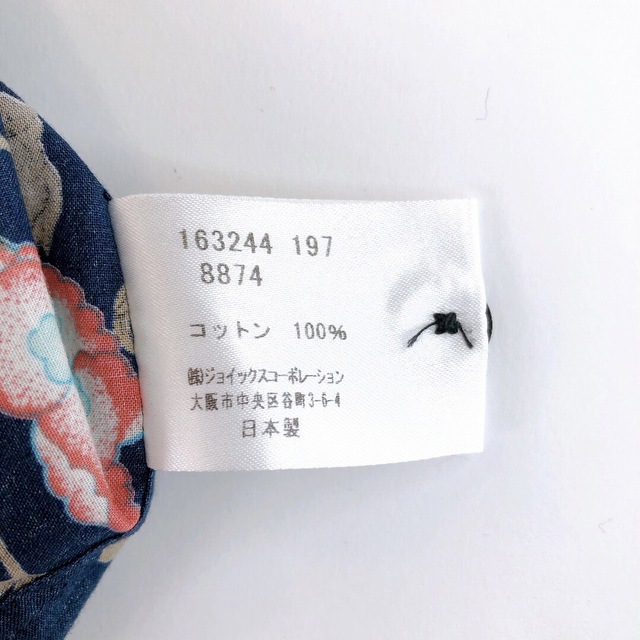 163244 197
8874
コットン 100%
㈱ジョイックスコーポレーション
大阪市中央区谷町3-6-4
日本製